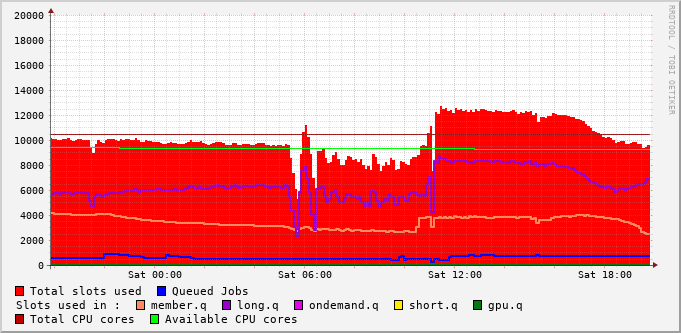 20000
18000
16000
14000
12000
10000
8000
6000
4000
2000
0
Sat 00:00 Sat 06:00 Sat 12:00 Sat 18:00
RRDTOOL / TOBI OETIKER
Total slots used Queued Jobs
Slots used in : member.q long.q ondemand.q short.q gpu.q
Total CPU cores Available CPU cores